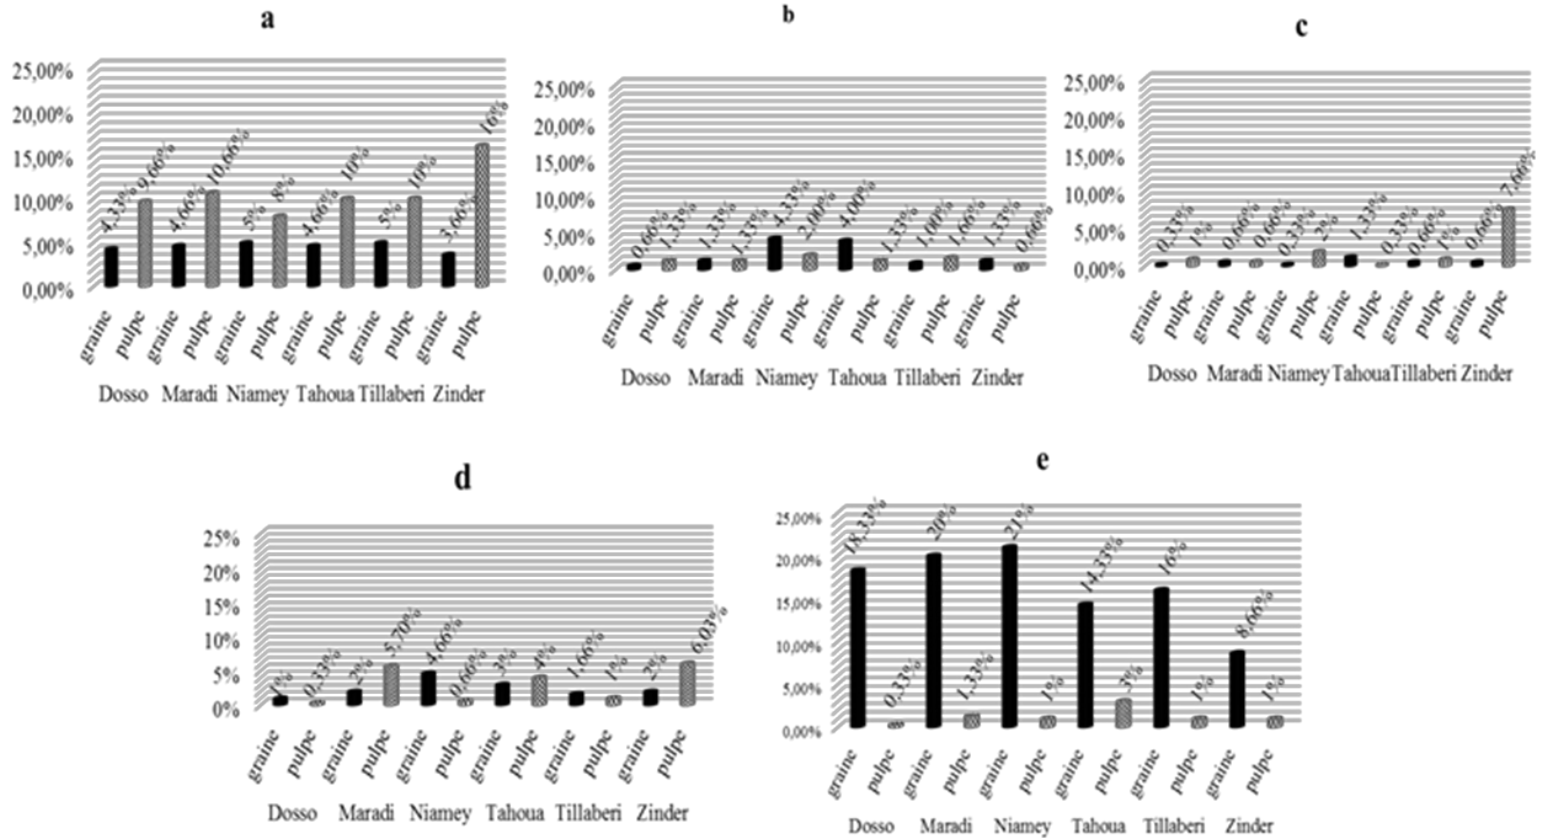 a
25,00%
20,00%
15,00%
10,00%
5,00%
0,00%
4,33% 9,66% 4,66% 10,66% 5% 8% 4,66% 10% 5% 10% 3,66% 16%
graine pulpe graine pulpe graine pulpe graine pulpe graine pulpe graine pulpe
Dosso Maradi Niamey Tahoua Tillaberi Zinder
b
25,00%
20,00%
15,00%
10,00%
5,00%
0,00%
0,66% 1,33% 1,33% 1,33% 4,33% 2,00% 4,00% 1,33% 1,00% 1,66% 1,33% 0,66%
graine pulpe graine pulpe graine pulpe graine pulpe graine pulpe graine pulpe
Dosso Maradi Niamey Tahoua Tillaberi Zinder
c
25,00%
20,00%
15,00%
10,00%
5,00%
0,00%
0,33% 1% 0,66% 0,66% 0,33% 2% 1,33% 0,33% 0,66% 1% 0,66% 7,66%
graine pulpe graine pulpe graine pulpe graine pulpe graine pulpe graine pulpe
Dosso Maradi Niamey Tahoua Tillaberi Zinder
d
25%
20%
15%
10%
5%
0%
1% 0,33% 2% 5,70% 4,66% 0,66% 3% 4% 1,66% 1% 2% 6,03%
graine pulpe graine pulpe graine pulpe graine pulpe graine pulpe graine pulpe
Dosso Maradi Niamey Tahoua Tillaberi Zinder
e
25,00%
20,00%
15,00%
10,00%
5,00%
0,00%
18,33% 0,33% 20% 1,33% 21% 1% 14,33% 3% 16% 1% 8,66% 1%
graine pulpe graine pulpe graine pulpe graine pulpe graine pulpe graine pulpe
Dosso Maradi Niamey Tahoua Tillaberi Zinder